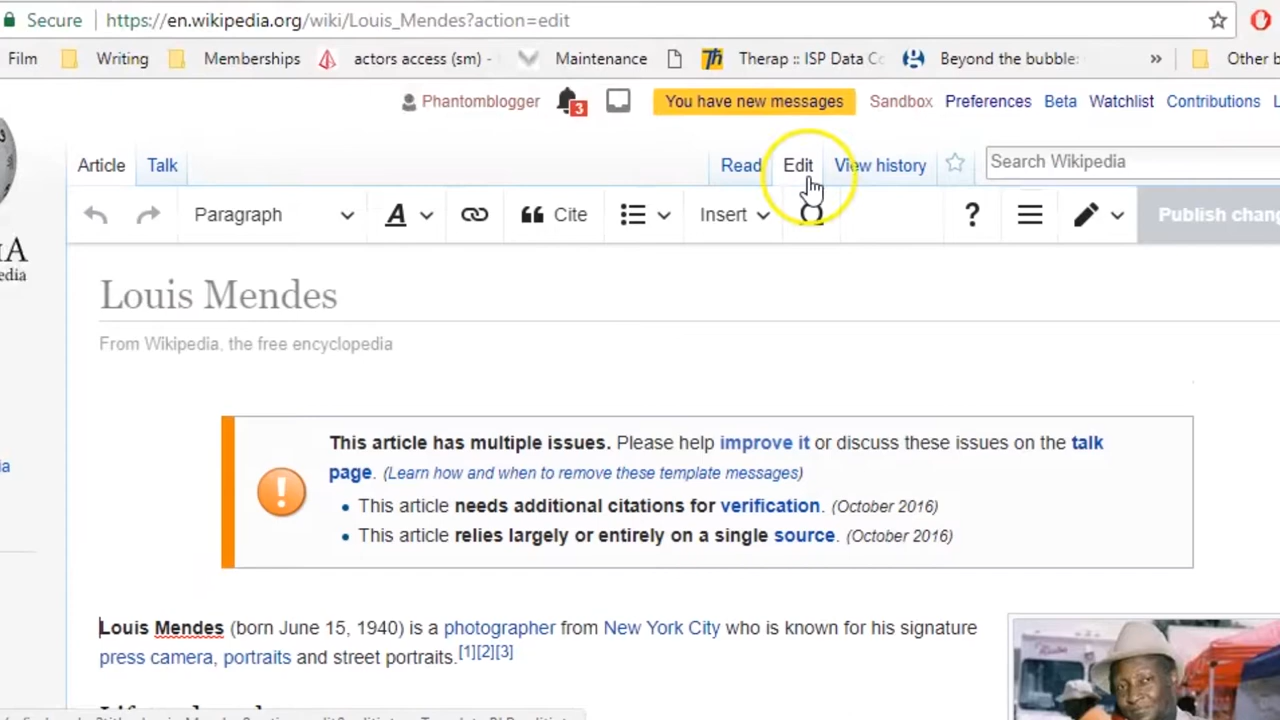 Secure https://en.wikipedia.org/wiki/Louis_Mendes?action=edit
Film Writing Memberships actors access (sm) - Maintenance Therap :: ISP Data Co Beyond the bubble: » Other b
Phantomblogger 3 You have new messages Sandbox Preferences Beta Watchlist Contributions L
Article Talk Read Edit View history Search Wikipedia
Paragraph A Cite Insert Ω ? Publish chang
IA
edia
Louis Mendes
From Wikipedia, the free encyclopedia
This article has multiple issues. Please help improve it or discuss these issues on the talk
page. (Learn how and when to remove these template messages)
• This article needs additional citations for verification. (October 2016)
• This article relies largely or entirely on a single source. (October 2016)
Louis Mendes (born June 15, 1940) is a photographer from New York City who is known for his signature
press camera, portraits and street portraits.[1][2][3]